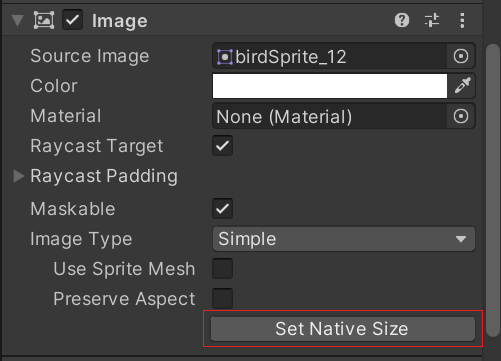 Image
Source Image birdSprite_12
Color
Material None (Material)
Raycast Target
Raycast Padding
Maskable
Image Type Simple
Use Sprite Mesh
Preserve Aspect
Set Native Size